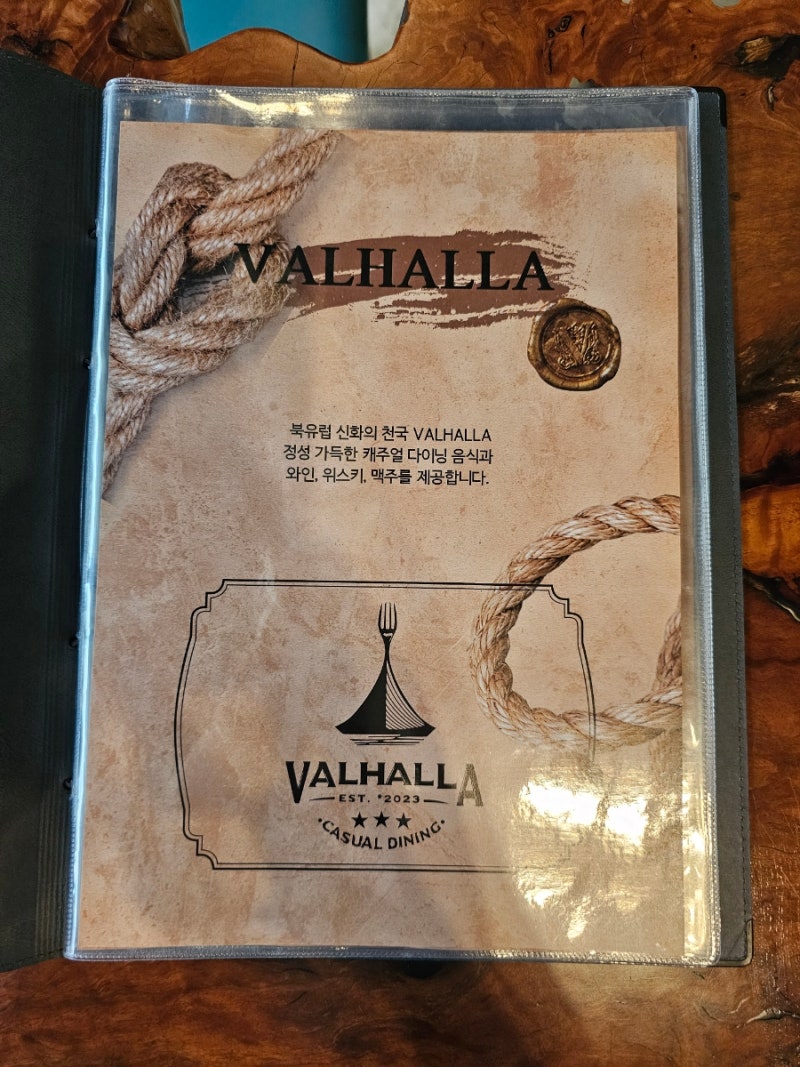 VALHALLA
북유럽 신화의 천국 VALHALLA
정성 가득한 캐주얼 다이닝 음식과
와인, 위스키, 맥주를 제공합니다.
VALHALLA
EST. *2023
·CASUAL DINING·